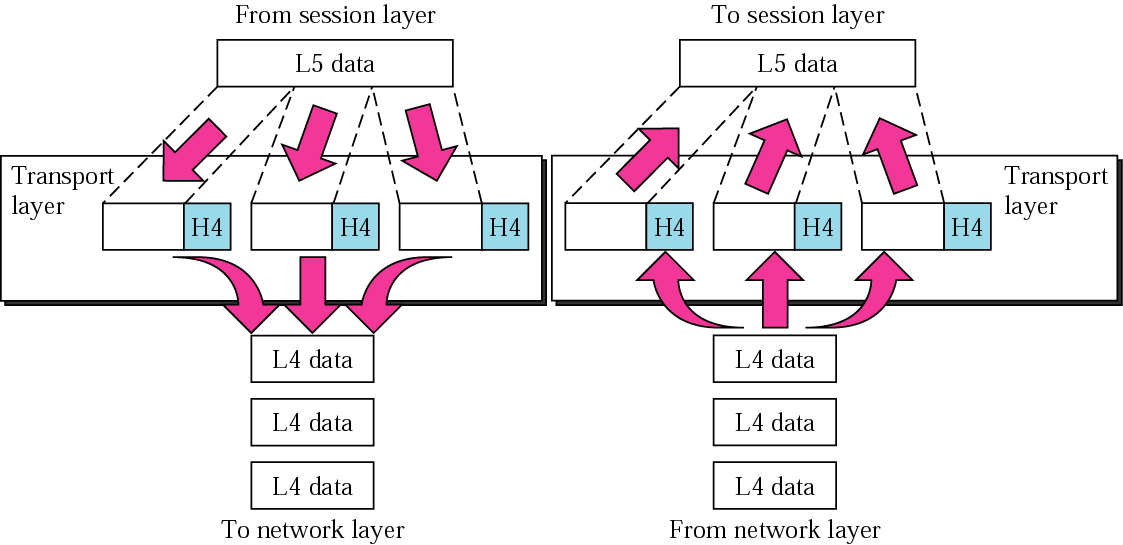 From session layer
L5 data
Transport
layer
H4
H4
H4
L4 data
L4 data
L4 data
To network layer
To session layer
L5 data
Transport
layer
H4
H4
H4
L4 data
L4 data
L4 data
From network layer